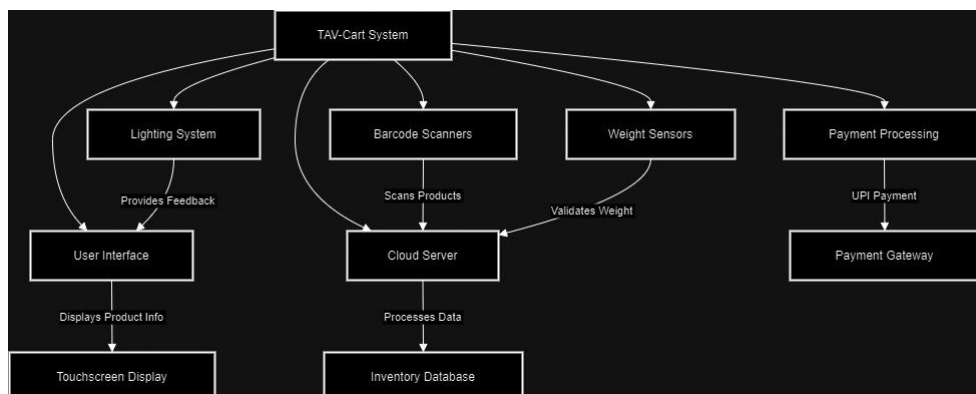 TAV-Cart System
Lighting System
Barcode Scanners
Weight Sensors
Payment Processing
Provides Feedback
Scans Products
Validates Weight
UPI Payment
User Interface
Cloud Server
Payment Gateway
Displays Product Info
Processes Data
Touchscreen Display
Inventory Database